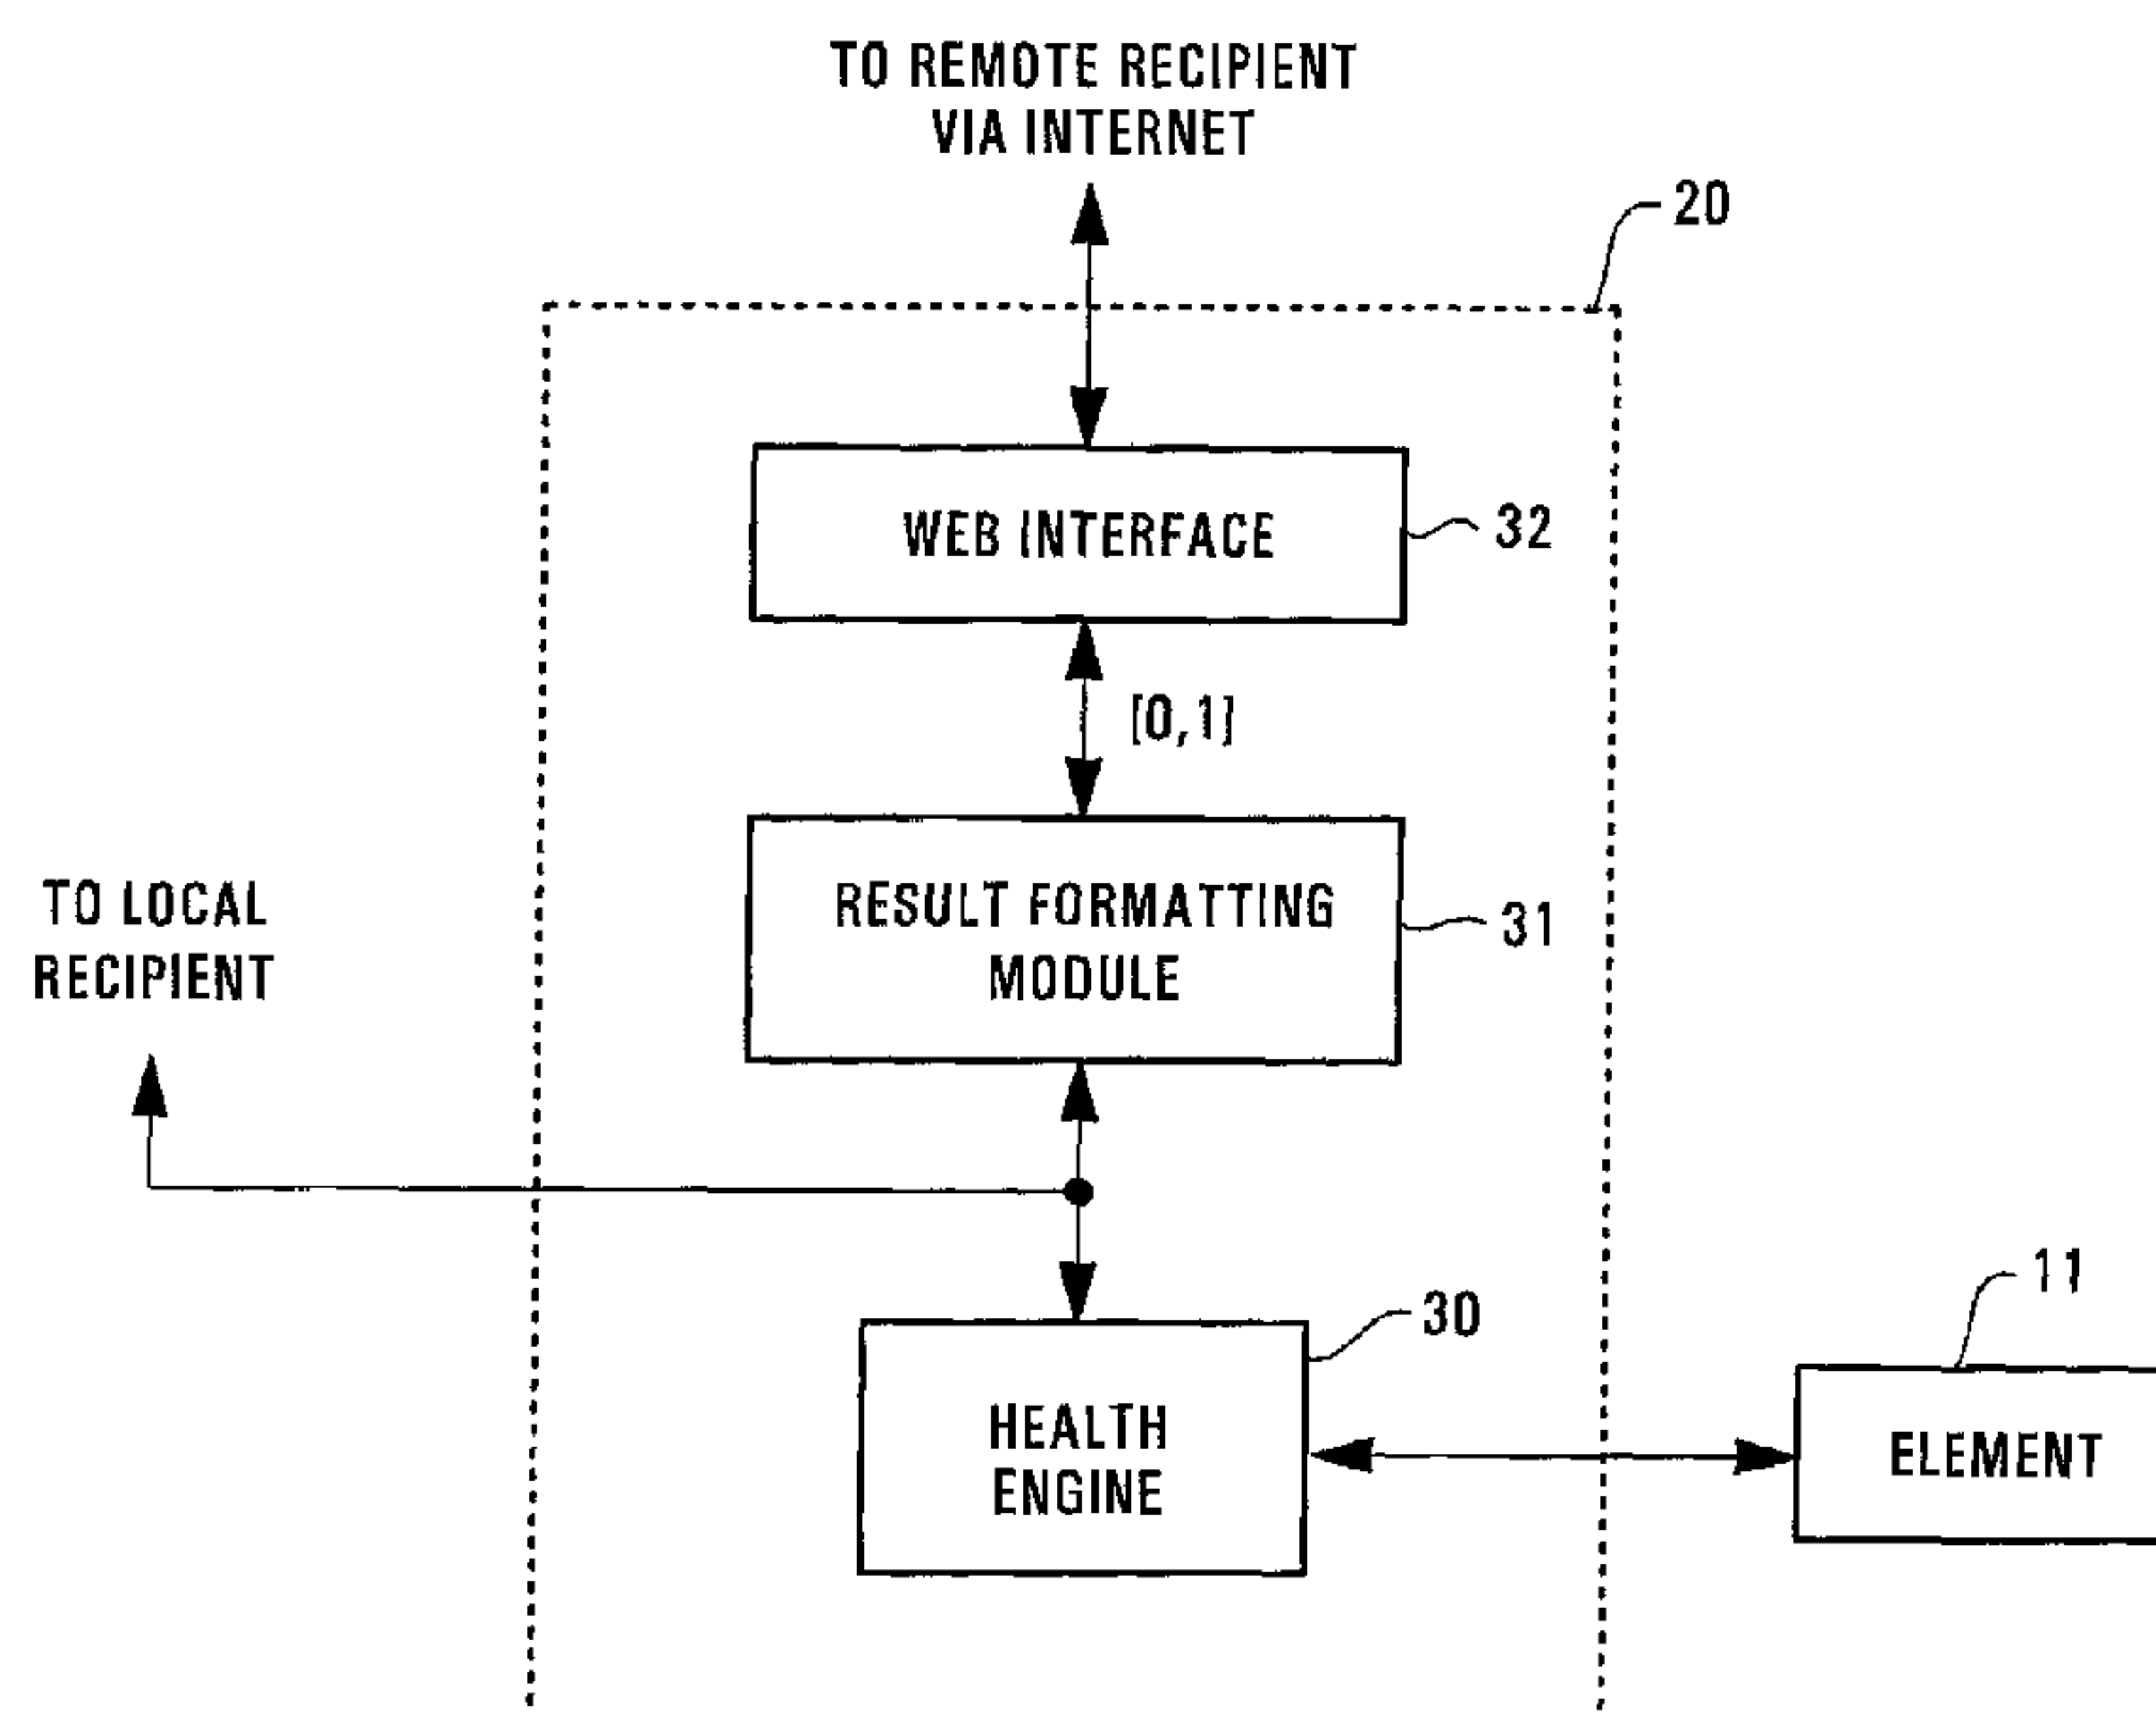 TO REMOTE RECIPIENT
VIA INTERNET
20
WEB INTERFACE
32
[0,1]
RESULT FORMATTING
MODULE
31
TO LOCAL
RECIPIENT
30
HEALTH
ENGINE
11
ELEMENT